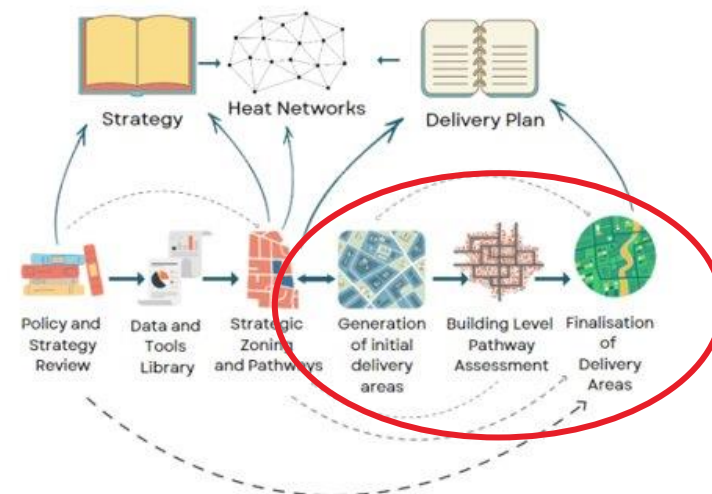 Strategy
Heat Networks
Delivery Plan
Policy and
Strategy
Review
Data and
Tools
Library
Strategic
Zoning
and Pathways
Generation
of initial
delivery
areas
Building Level
Pathway
Assessment
Finalisation
of
Delivery
Areas